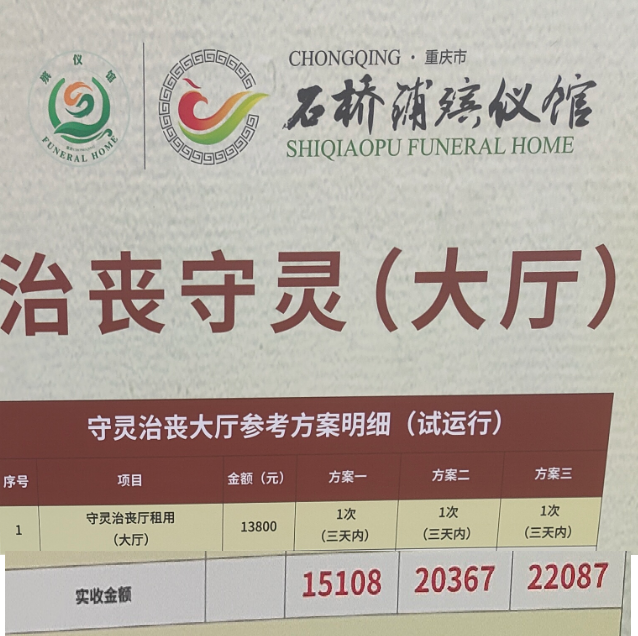 殡仪馆
FUNERAL HOME
CHONGQING · 重庆市
石桥铺殡仪馆
SHIQIAOPU FUNERAL HOME
治丧守灵（大厅）
守灵治丧大厅参考方案明细（试运行）
序号 项目 金额（元） 方案一 方案二 方案三
1 守灵治丧厅租用（大厅） 13800 1次（三天内） 1次（三天内） 1次（三天内）
实收金额 15108 20367 22087